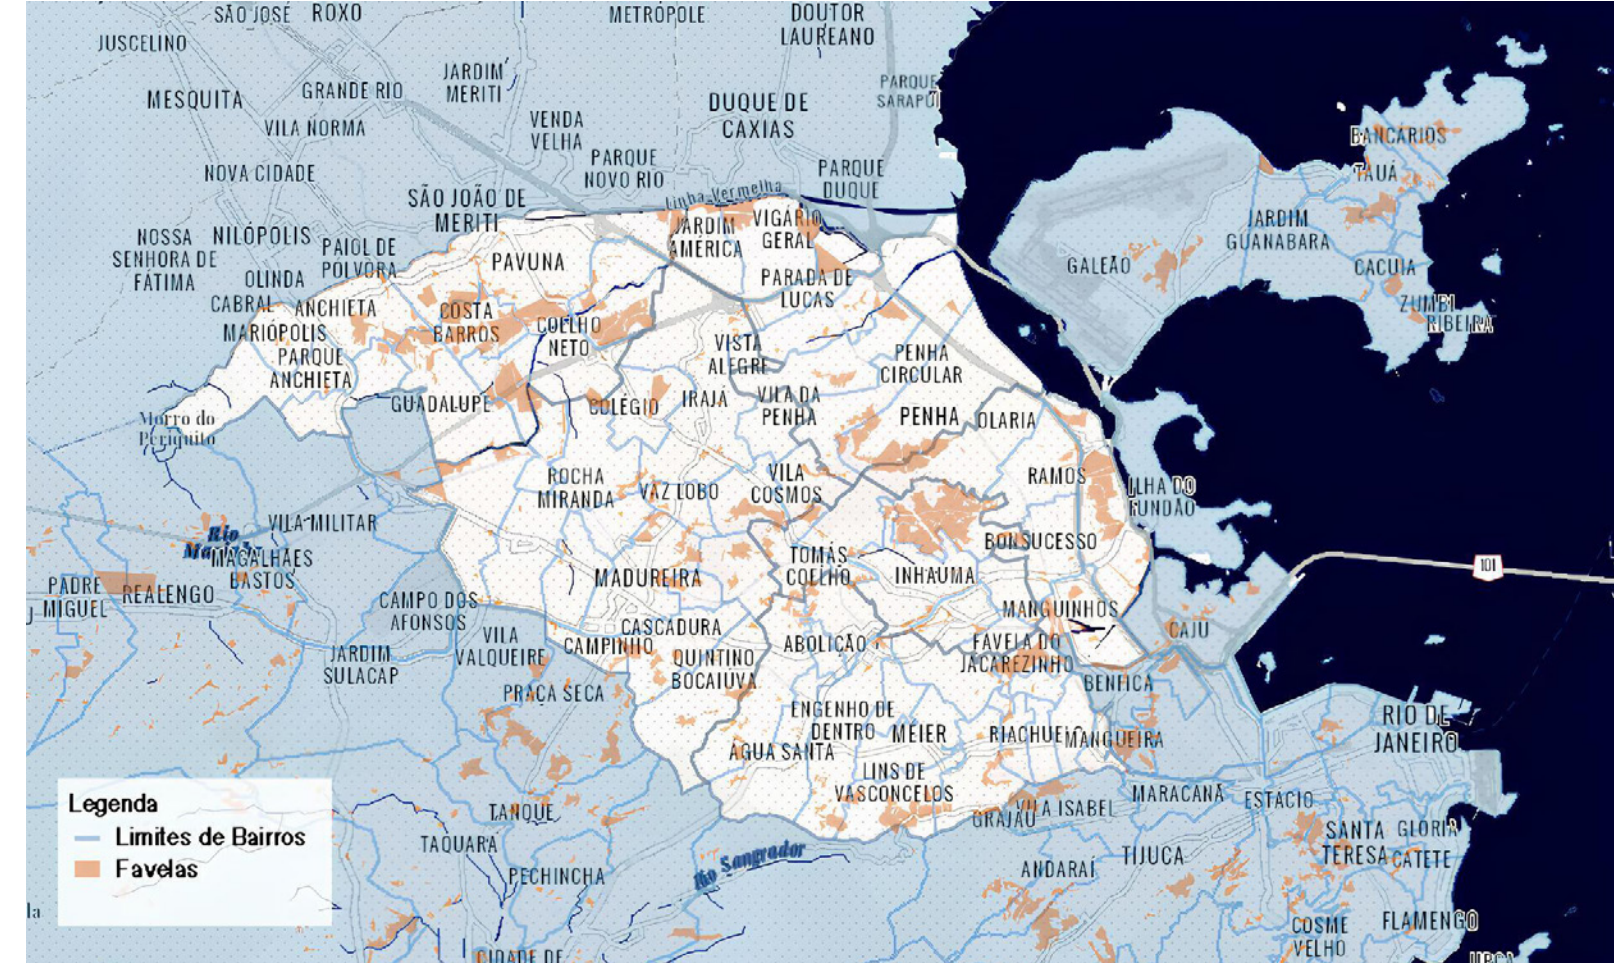 SÃO JOSÉ
ROXO
METRÓPOLE
DOUTOR
LAUREANO
JUSCELINO
JARDIM
MERITI
GRANDE RIO
MESQUITA
PARQUE
SARAPUÍ
DUQUE DE
CAXIAS
VILA NORMA
VENDA
VELHA
BANCÁRIOS
PARQUE
NOVO RIO
PARQUE
DUQUE
NOVA CIDADE
TAUÁ
Linha Vermelha
SÃO JOÃO DE
MERITI
JARDIM
AMÉRICA
VIGÁRIO
GERAL
JARDIM
GUANABARA
NOSSA
SENHORA DE
FÁTIMA
NILÓPOLIS
PAIOL DE
PÓLVORA
PAVUNA
GALEÃO
CACUIA
OLINDA
PARADA DE
LUCAS
CABRAL
ANCHIETA
COSTA
BARROS
COELHO
NETO
ZUMBI
RIBEIRA
MARIÓPOLIS
PARQUE
ANCHIETA
VISTA
ALEGRE
PENHA
CIRCULAR
GUADALUPE
COLÉGIO
IRAJÁ
VILA DA
PENHA
PENHA
OLARIA
Morro do
Periquito
ROCHA
MIRANDA
VAZ LOBO
VILA
COSMOS
RAMOS
ILHA DO
FUNDÃO
VILA MILITAR
Rio
MAGALHÃES
BASTOS
BONSUCESSO
TOMÁS
COELHO
INHAÚMA
MADUREIRA
101
PADRE
MIGUEL
REALENGO
CAMPO DOS
AFONSOS
MANGUINHOS
CAJU
VILA
VALQUEIRE
CASCADURA
CAMPINHO
ABOLIÇÃO
FAVELA DO
JACAREZINHO
JARDIM
SULACAP
QUINTINO
BOCAIUVA
BENFICA
PRAÇA SECA
ENGENHO DE
DENTRO
MÉIER
RIACHUELO
MANGUEIRA
RIO DE
JANEIRO
ÁGUA SANTA
LINS DE
VASCONCELOS
MARACANÃ
ESTÁCIO
Legenda
Limites de Bairros
Favelas
TANQUE
GRAJAÚ
VILA ISABEL
SANTA
TERESA
GLÓRIA
CATETE
TAQUARA
Rio Sangrador
ANDARAÍ
TIJUCA
PECHINCHA
COSME
VELHO
FLAMENGO
CIDADE DE
URCA
la